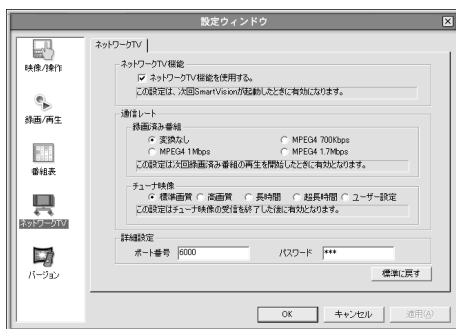 設定ウィンドウ
映像/操作
録画/再生
番組表
ネットワークTV
バージョン
ネットワークTV
ネットワークTV機能
ネットワークTV機能を使用する。
この設定は、次回SmartVisionが起動したときに有効になります。
通信レート
録画済み番組
変換なし MPEG4 700Kbps
MPEG4 1Mbps MPEG4 1.7Mbps
この設定は次回録画済み番組の再生を開始したときに有効となります。
チューナ映像
標準画質 高画質 長時間 超長時間 ユーザー設定
この設定はチューナ映像の受信を終了した後に有効となります。
詳細設定
ポート番号 6000 パスワード ***
標準に戻す
OK キャンセル 適用(A)